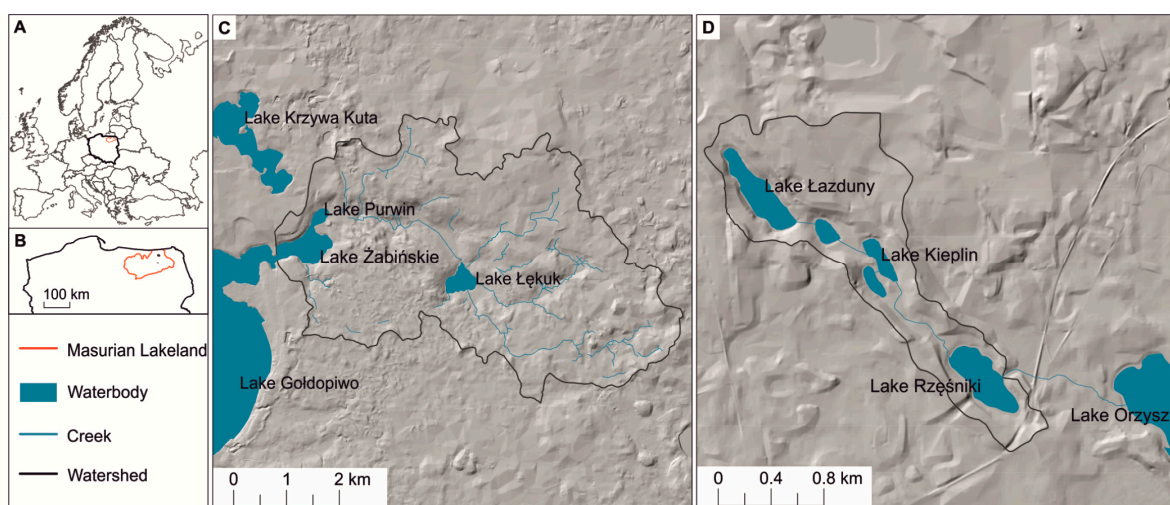 A
B
100 km
Masurian Lakeland
Waterbody
Creek
Watershed
C
Lake Krzywa Kuta
Lake Purwin
Lake Żabińskie
Lake Łękuk
Lake Gołdopiwo
0 1 2 km
D
Lake Łazduny
Lake Kieplin
Lake Rzęśniki
Lake Orzysz
0 0.4 0.8 km